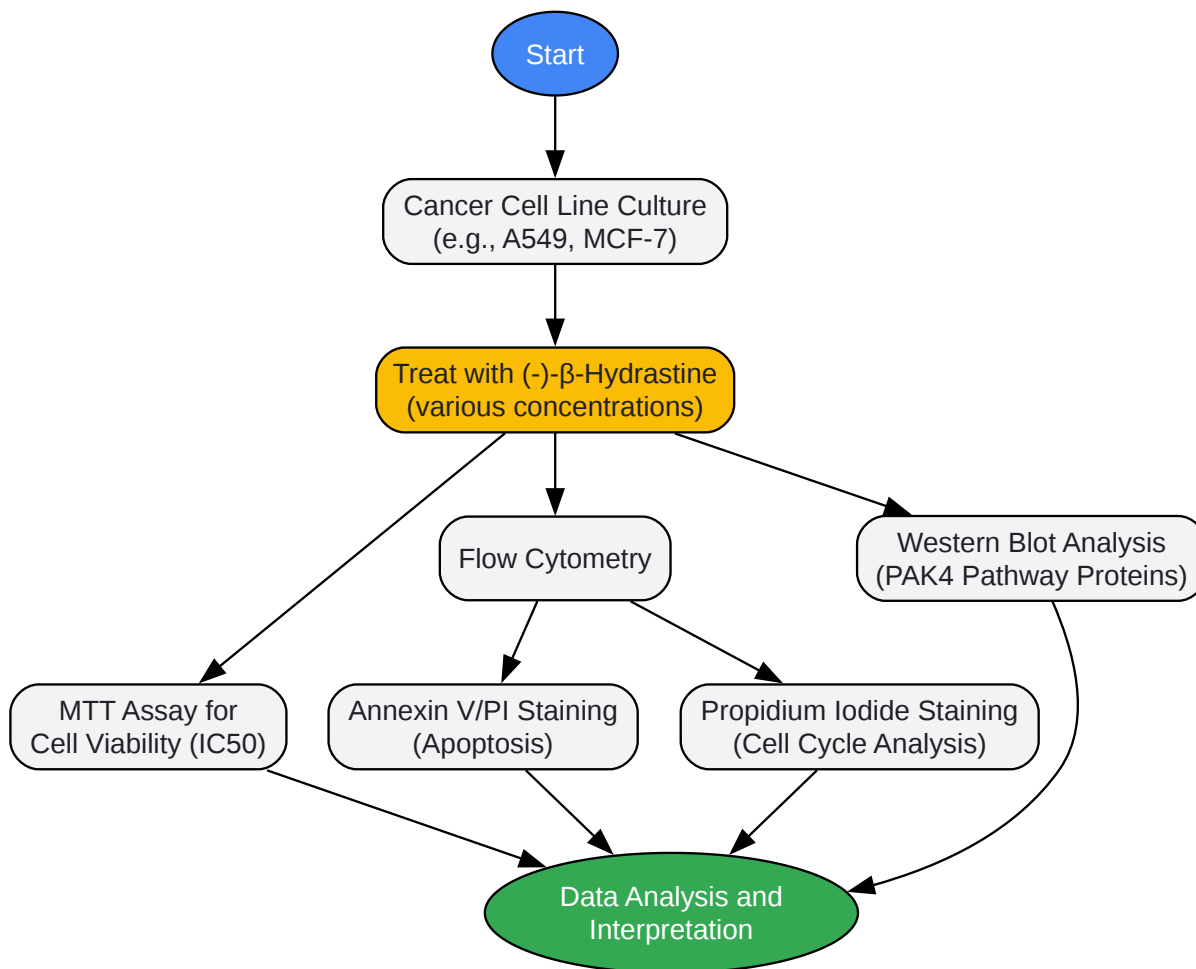 Start
Cancer Cell Line Culture
(e.g., A549, MCF-7)
Treat with (-)-β-Hydrastine
(various concentrations)
Flow Cytometry
Western Blot Analysis
(PAK4 Pathway Proteins)
MTT Assay for
Cell Viability (IC50)
Annexin V/PI Staining
(Apoptosis)
Propidium Iodide Staining
(Cell Cycle Analysis)
Data Analysis and
Interpretation